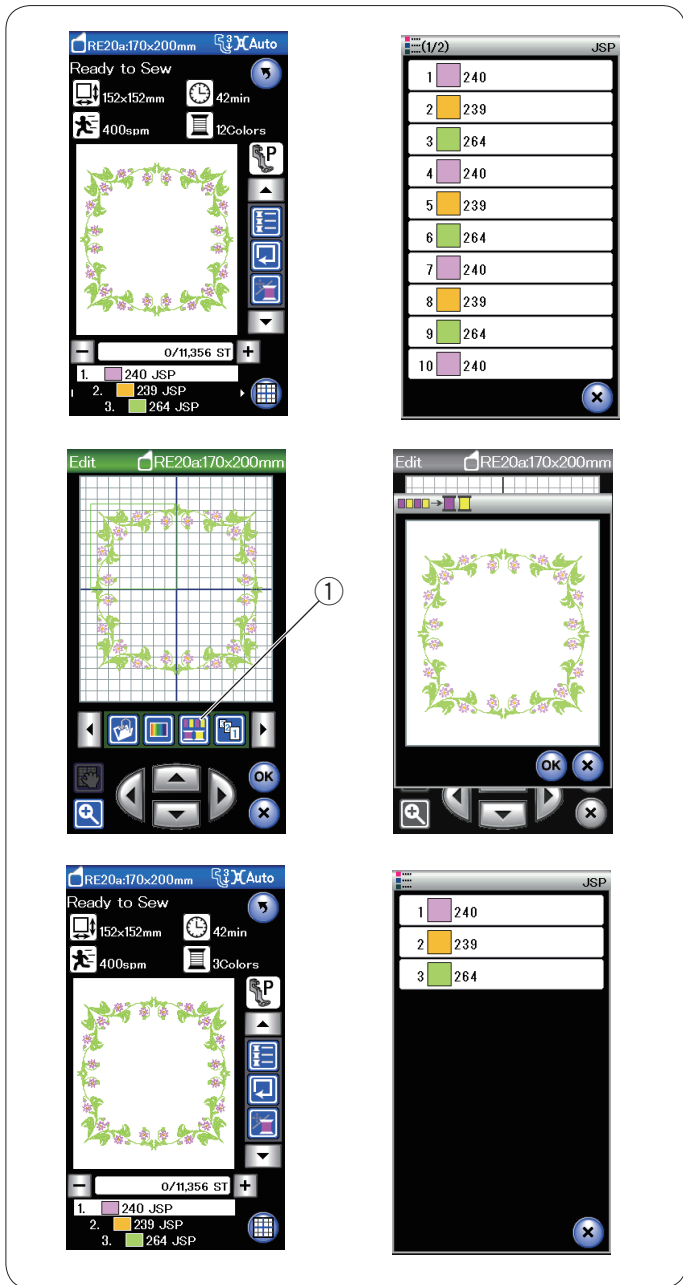 RE20a:170x200mm Auto
Ready to Sew
152x152mm 42min
400spm 12Colors
P
0/11,356 ST
1. 240 JSP
2. 239 JSP
3. 264 JSP
(1/2) JSP
1 240
2 239
3 264
4 240
5 239
6 264
7 240
8 239
9 264
10 240
Edit RE20a:170x200mm
1
OK
Edit RE20a:170x200mm
OK
RE20a:170x200mm Auto
Ready to Sew
152x152mm 42min
400spm 3Colors
P
0/11,356 ST
1. 240 JSP
2. 239 JSP
3. 264 JSP
JSP
1 240
2 239
3 264